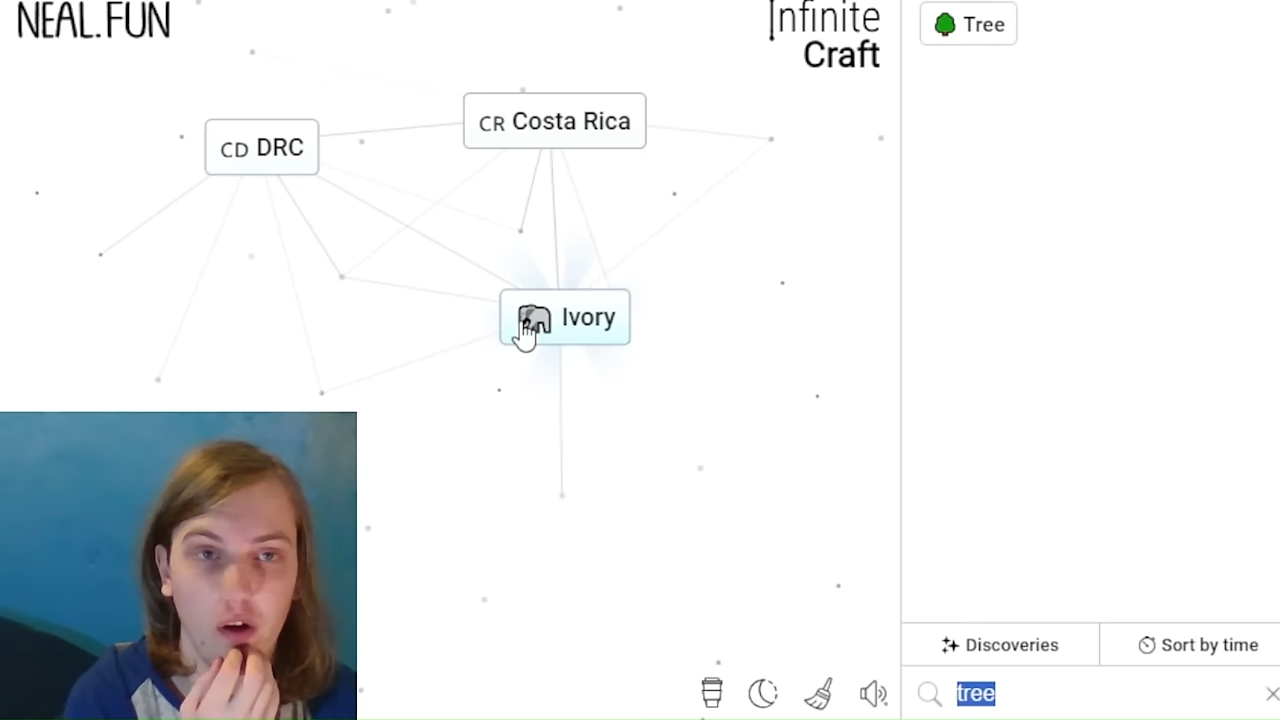 NEAL.FUN
Infinite
Craft
Tree
CD DRC
CR Costa Rica
Ivory
Discoveries
Sort by time
tree